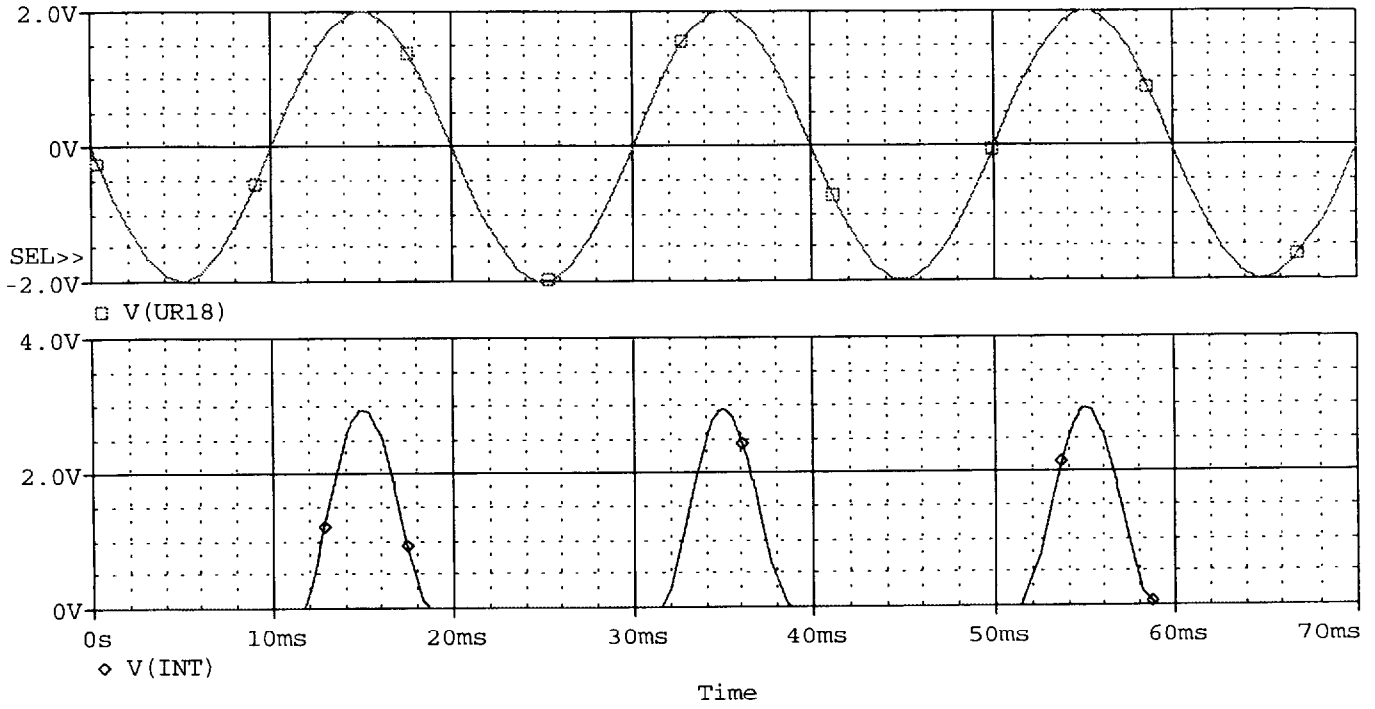 2.0V
0V
SEL>>
-2.0V
V(UR18)
4.0V
2.0V
0V
0s 10ms 20ms 30ms 40ms 50ms 60ms 70ms
V(INT)
Time